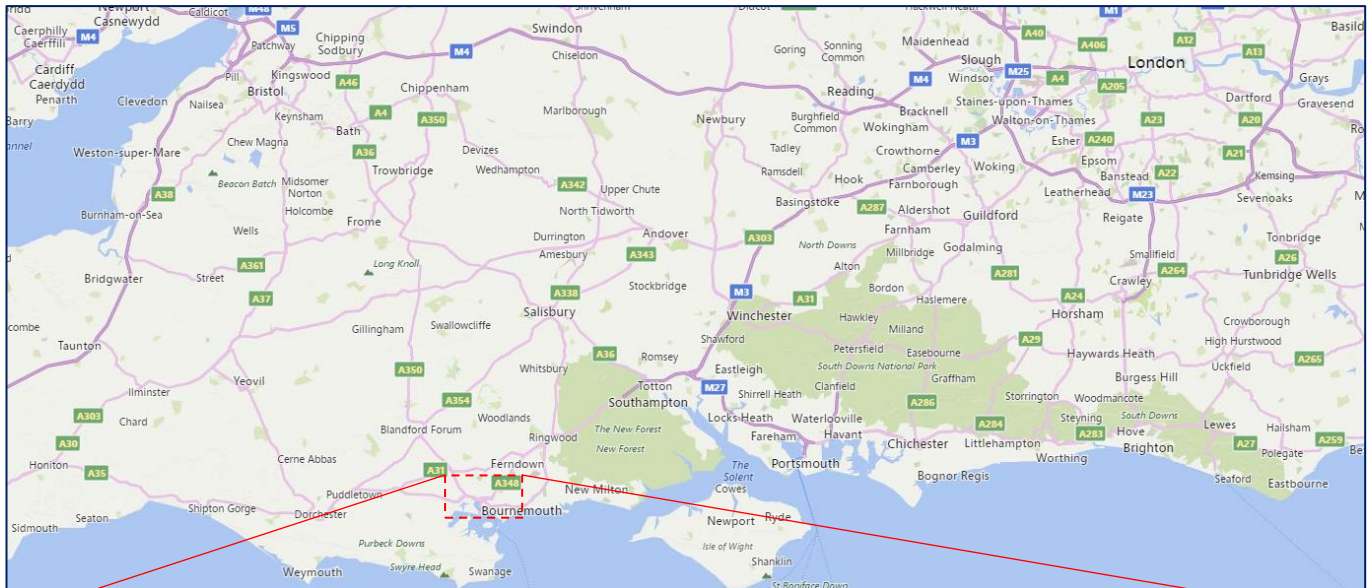 Newport
Casnewydd
Caldicot
M48
Shrivenham
Didcot
Hackwell Heath
M1
Caerphilly
Caerffili
M4
M5
Patchway
Chipping
Sodbury
Swindon
M4
Chiseldon
Goring
Sonning
Common
Maidenhead
Slough
Windsor
M25
A40
A406
A12
A13
Basild
London
Cardiff
Caerdydd
Penarth
Barry
Clevedon
Pill
Nailsea
Kingswood
Bristol
Keynsham
A46
A4
Bath
A36
Chippenham
A350
Marlborough
Newbury
Reading
M4
Burghfield
Common
Bracknell
Wokingham
Staines-upon-Thames
Walton-on-Thames
A4
A205
A23
Dartford
Grays
Gravesend
A20
annel
Weston-super-Mare
Chew Magna
Beacon Batch
A38
Midsomer
Norton
Holcombe
Trowbridge
Devizes
Wedhampton
A342
Upper Chute
North Tidworth
Tadley
Ramsdell
Crowthorne
M3
Camberley
Farnborough
Hook
Basingstoke
A287
Aldershot
Woking
Esher
A240
Epsom
Banstead
A22
A21
Kemsing
Leatherhead
M23
Sevenoaks
Reigate
Burnham-on-Sea
Wells
Frome
Durrington
Amesbury
Andover
A343
A303
North Downs
Farnham
Millbridge
Guildford
Godalming
Smallfield
Tonbridge
A26
Bridgwater
Street
A361
A37
Long Knoll
A338
Stockbridge
M3
Alton
Bordon
A31
A281
Haslemere
A24
A264
Crawley
Tunbridge Wells
combe
Taunton
Gillingham
Swallowcliffe
Salisbury
Winchester
Hawkley
Milland
Horsham
Crowborough
High Hurstwood
Yeovil
A350
Whitsbury
A36
Romsey
Shawford
Eastleigh
Petersfield
Easebourne
South Downs National Park
A29
Haywards Heath
A265
Uckfield
Ilminster
A303
Chard
A354
Woodlands
Totton
Southampton
M27
Shirrell Heath
Clanfield
Graffham
A286
Storrington
Burgess Hill
Woodmancote
A30
Blandford Forum
Ringwood
The New Forest
New Forest
Locks Heath
Waterlooville
Fareham
Havant
Chichester
A284
Littlehampton
Steyning
A283
South Downs
Hove
Brighton
Lewes
A27
Hailsham
A259
Polegate
Be
Honiton
A35
Cerne Abbas
A31
Ferndown
A348
The
Solent
Portsmouth
Worthing
Seaford
Eastbourne
Bognor Regis
Sidmouth
Seaton
Shipton Gorge
Puddletown
Dorchester
Bournemouth
New Milton
Cowes
Newport
Ryde
Isle of Wight
Purbeck Downs
Swyre Head
Weymouth
Swanage
Shanklin
St Boniface Down